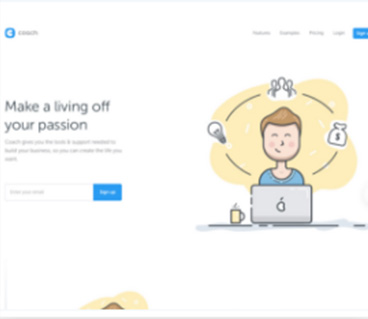 coach
Features Examples Pricing Login Sign
Make a living off
your passion
Coach gives you the tools & support needed to
build your business, so you can create the life you
want.
Enter your email Sign up
$